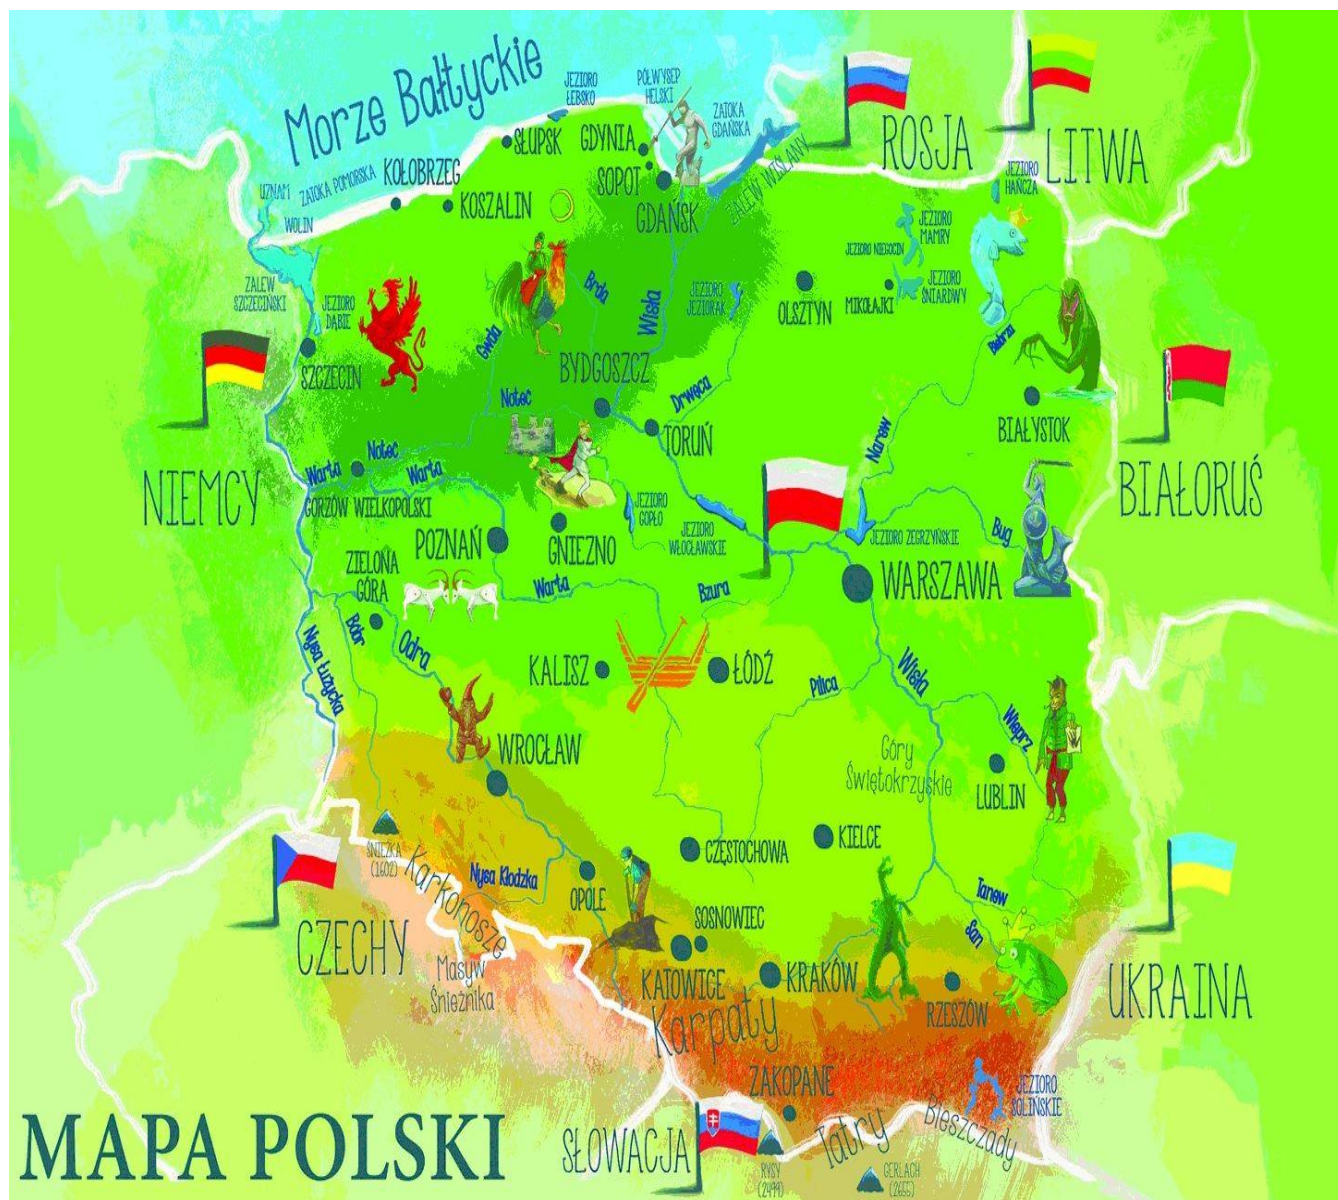 Morze Bałtyckie
JEZIORO
ŁEBSKO
PÓŁWYSEP
HELSKI
ZATOKA
GDAŃSKA
ROSJA
LITWA
SŁUPSK
GDYNIA
SOPOT
GDAŃSK
ZALEW WIŚLANY
JEZIORO
HAŃCZA
UZNAM
ZATOKA POMORSKA
KOŁOBRZEG
KOSZALIN
WOLIN
JEZIORO
MAMRY
JEZIORO NIEGOCIN
ZALEW
SZCZECIŃSKI
JEZIORO
DĄBIE
Brda
Wisła
Gwda
JEZIORO
JEZIORAK
OLSZTYN
MIKOŁAJKI
JEZIORO
ŚNIARDWY
Biebrza
SZCZECIN
BYDGOSZCZ
Noteć
Drwęca
TORUŃ
Narew
BIAŁYSTOK
NIEMCY
Warta
Noteć
Warta
GORZÓW WIELKOPOLSKI
BIAŁORUŚ
JEZIORO
GOPŁO
JEZIORO
WŁOCŁAWSKIE
JEZIORO ZEGRZYŃSKIE
Bug
POZNAŃ
GNIEZNO
ZIELONA
GÓRA
Warta
Bzura
WARSZAWA
Nysa Łużycka
Bóbr
Odra
KALISZ
ŁÓDŹ
Pilica
Wisła
Wieprz
WROCŁAW
Góry
Świętokrzyskie
LUBLIN
ŚNIEŻKA
(1602)
Karkonosze
Nysa Kłodzka
OPOLE
CZĘSTOCHOWA
KIELCE
CZECHY
Masyw
Śnieżnika
SOSNOWIEC
KATOWICE
KRAKÓW
Tanew
San
RZESZÓW
UKRAINA
Karpaty
ZAKOPANE
JEZIORO
SOLIŃSKIE
MAPA POLSKI
SŁOWACJA
RYSY
(2499)
Tatry
Bieszczady
GERLACH
(2655)